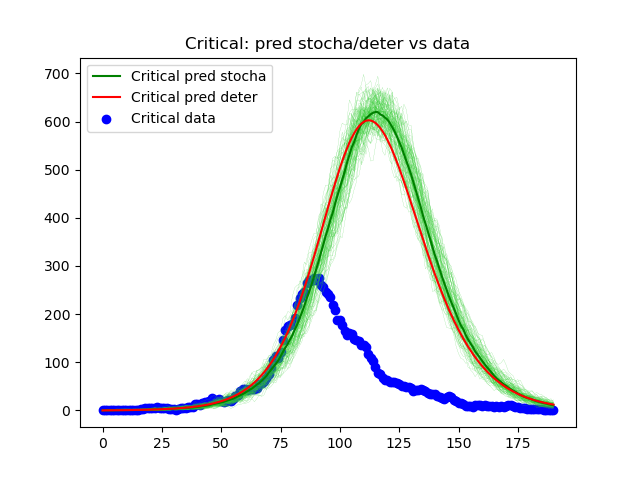 Critical: pred stocha/deter vs data
Critical pred stocha
Critical pred deter
Critical data
700
600
500
400
300
200
100
0
0 25 50 75 100 125 150 175